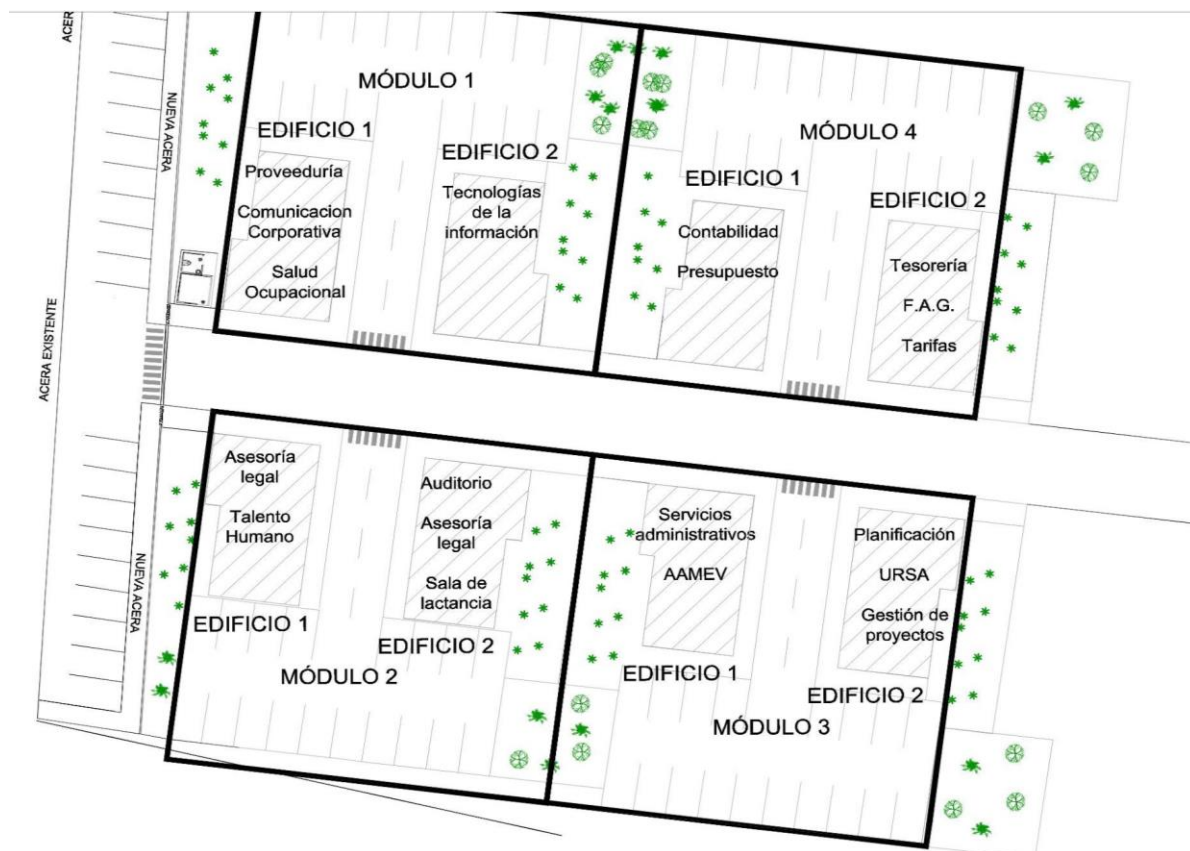 ACER
ACERA EXISTENTE
NUEVA ACERA
MÓDULO 1
EDIFICIO 1
Proveeduría
Comunicacion
Corporativa
Salud
Ocupacional
EDIFICIO 2
Tecnologías
de la
información
MÓDULO 4
EDIFICIO 1
Contabilidad
Presupuesto
EDIFICIO 2
Tesorería
F.A.G.
Tarifas
NUEVA ACERA
Asesoría
legal
Talento
Humano
EDIFICIO 1
Auditorio
Asesoría
legal
Sala de
lactancia
EDIFICIO 2
MÓDULO 2
Servicios
administrativos
AAMEV
EDIFICIO 1
Planificación
URSA
Gestión de
proyectos
EDIFICIO 2
MÓDULO 3